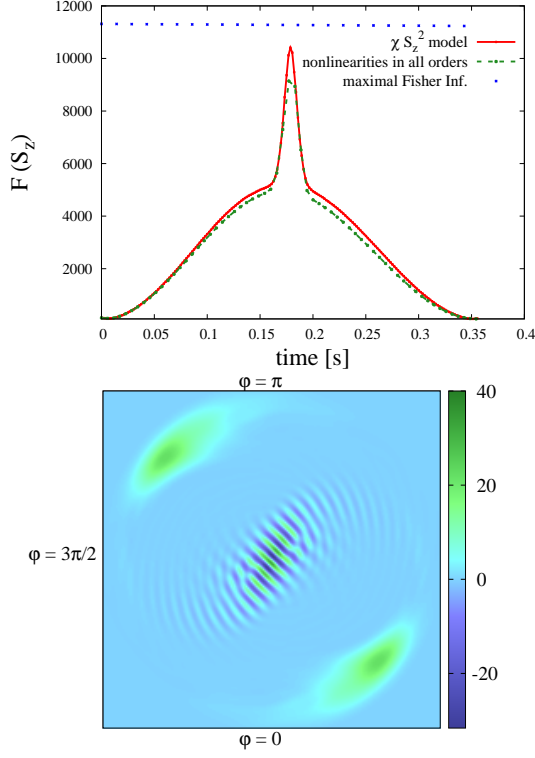 12000
10000
8000
6000
4000
2000
F (S_z)
χ S_z^2 model
nonlinearities in all orders
maximal Fisher Inf.
0 0.05 0.1 0.15 0.2 0.25 0.3 0.35 0.4
time [s]
φ = π
φ = 3π/2
φ = 0
40
20
0
-20